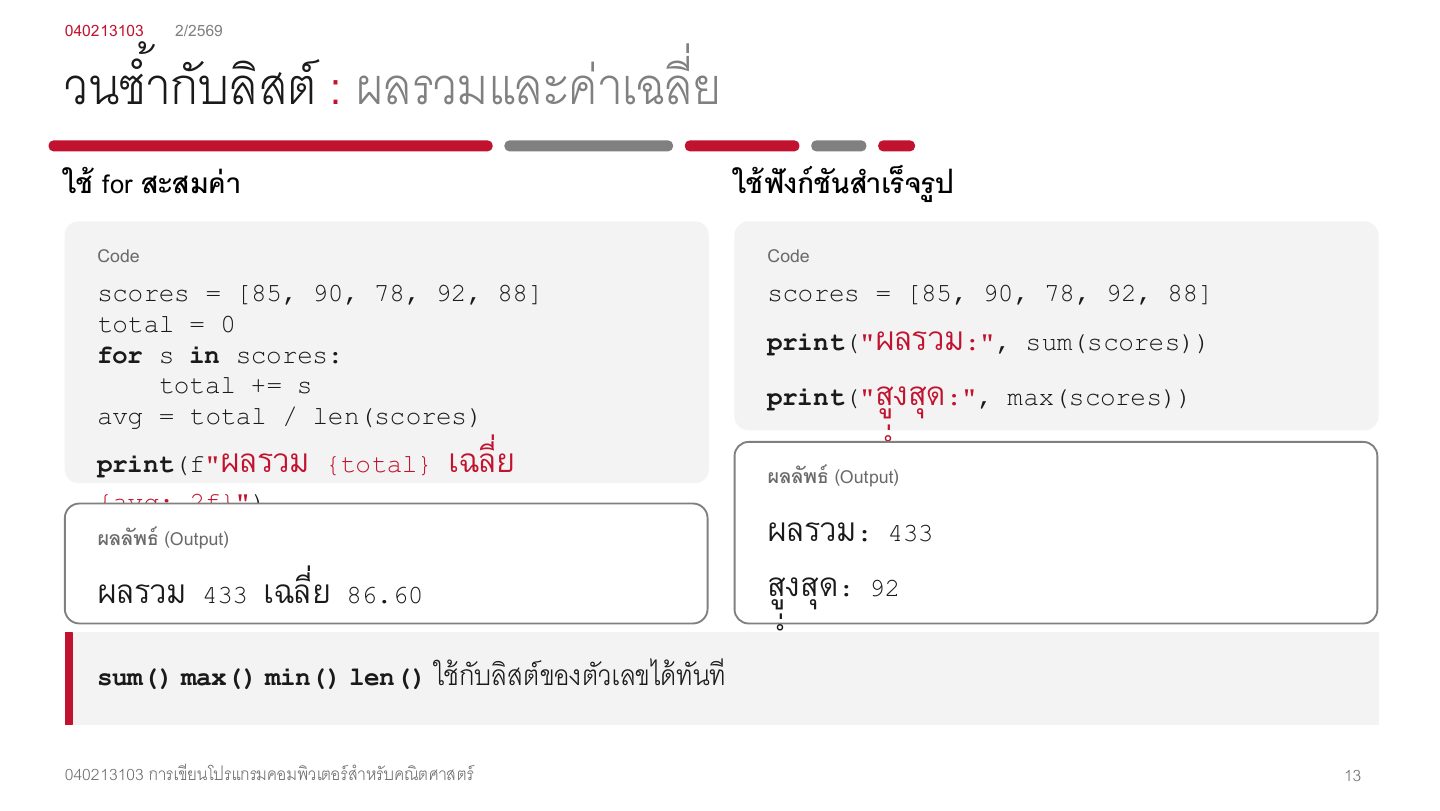 040213103 2/2569
วนซ้ำกับลิสต์ : ผลรวมและค่าเฉลี่ย
ใช้ for สะสมค่า
Code
scores = [85, 90, 78, 92, 88]
total = 0
for s in scores:
    total += s
avg = total / len(scores)
print(f"ผลรวม {total} เฉลี่ย
{avg:.2f}")
ผลลัพธ์ (Output)
ผลรวม 433 เฉลี่ย 86.60
ใช้ฟังก์ชันสำเร็จรูป
Code
scores = [85, 90, 78, 92, 88]
print("ผลรวม:", sum(scores))
print("สูงสุด:", max(scores))
ผลลัพธ์ (Output)
ผลรวม: 433
สูงสุด: 92
sum() max() min() len() ใช้กับลิสต์ของตัวเลขได้ทันที
040213103 การเขียนโปรแกรมคอมพิวเตอร์สำหรับคณิตศาสตร์
13